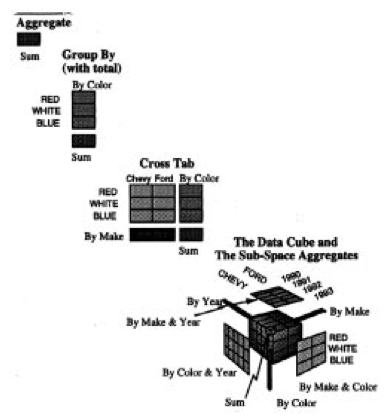 Aggregate
Sum
Group By
(with total)
By Color
RED
WHITE
BLUE
Sum
Cross Tab
Chevy Ford By Color
RED
WHITE
BLUE
By Make
Sum
The Data Cube and
The Sub-Space Aggregates
CHEVY
FORD
1990
1991
1992
1993
By Year
By Make
By Make & Year
RED
WHITE
BLUE
By Color & Year
By Make & Color
Sum
By Color